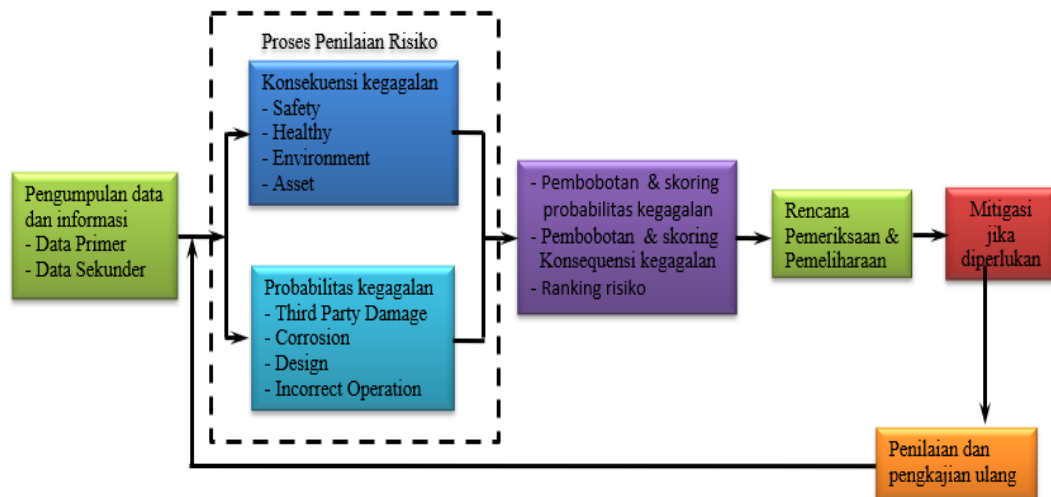 Proses Penilaian Risiko
Konsekuensi kegagalan
- Safety
- Healthy
- Environment
- Asset
Pengumpulan data
dan informasi
- Data Primer
- Data Sekunder
Probabilitas kegagalan
- Third Party Damage
- Corrosion
- Design
- Incorrect Operation
- Pembobotan & skoring
probabilitas kegagalan
- Pembobotan & skoring
Konsequensi kegagalan
- Ranking risiko
Rencana
Pemeriksaan &
Pemeliharaan
Mitigasi
jika
diperlukan
Penilaian dan
pengkajian ulang